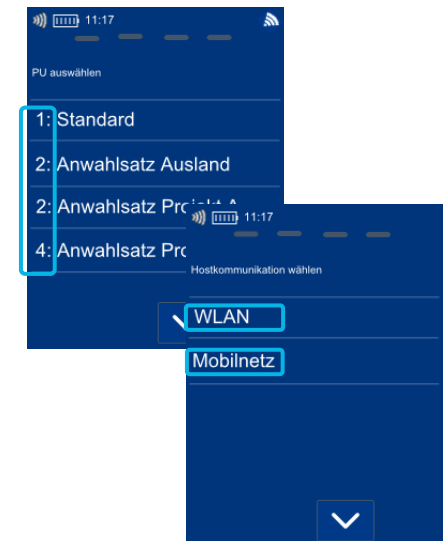 11:17
PU auswählen
1: Standard
2: Anwahlsatz Ausland
2: Anwahlsatz Projekt A
4: Anwahlsatz
11:17
Hostkommunikation wählen
WLAN
Mobilnetz